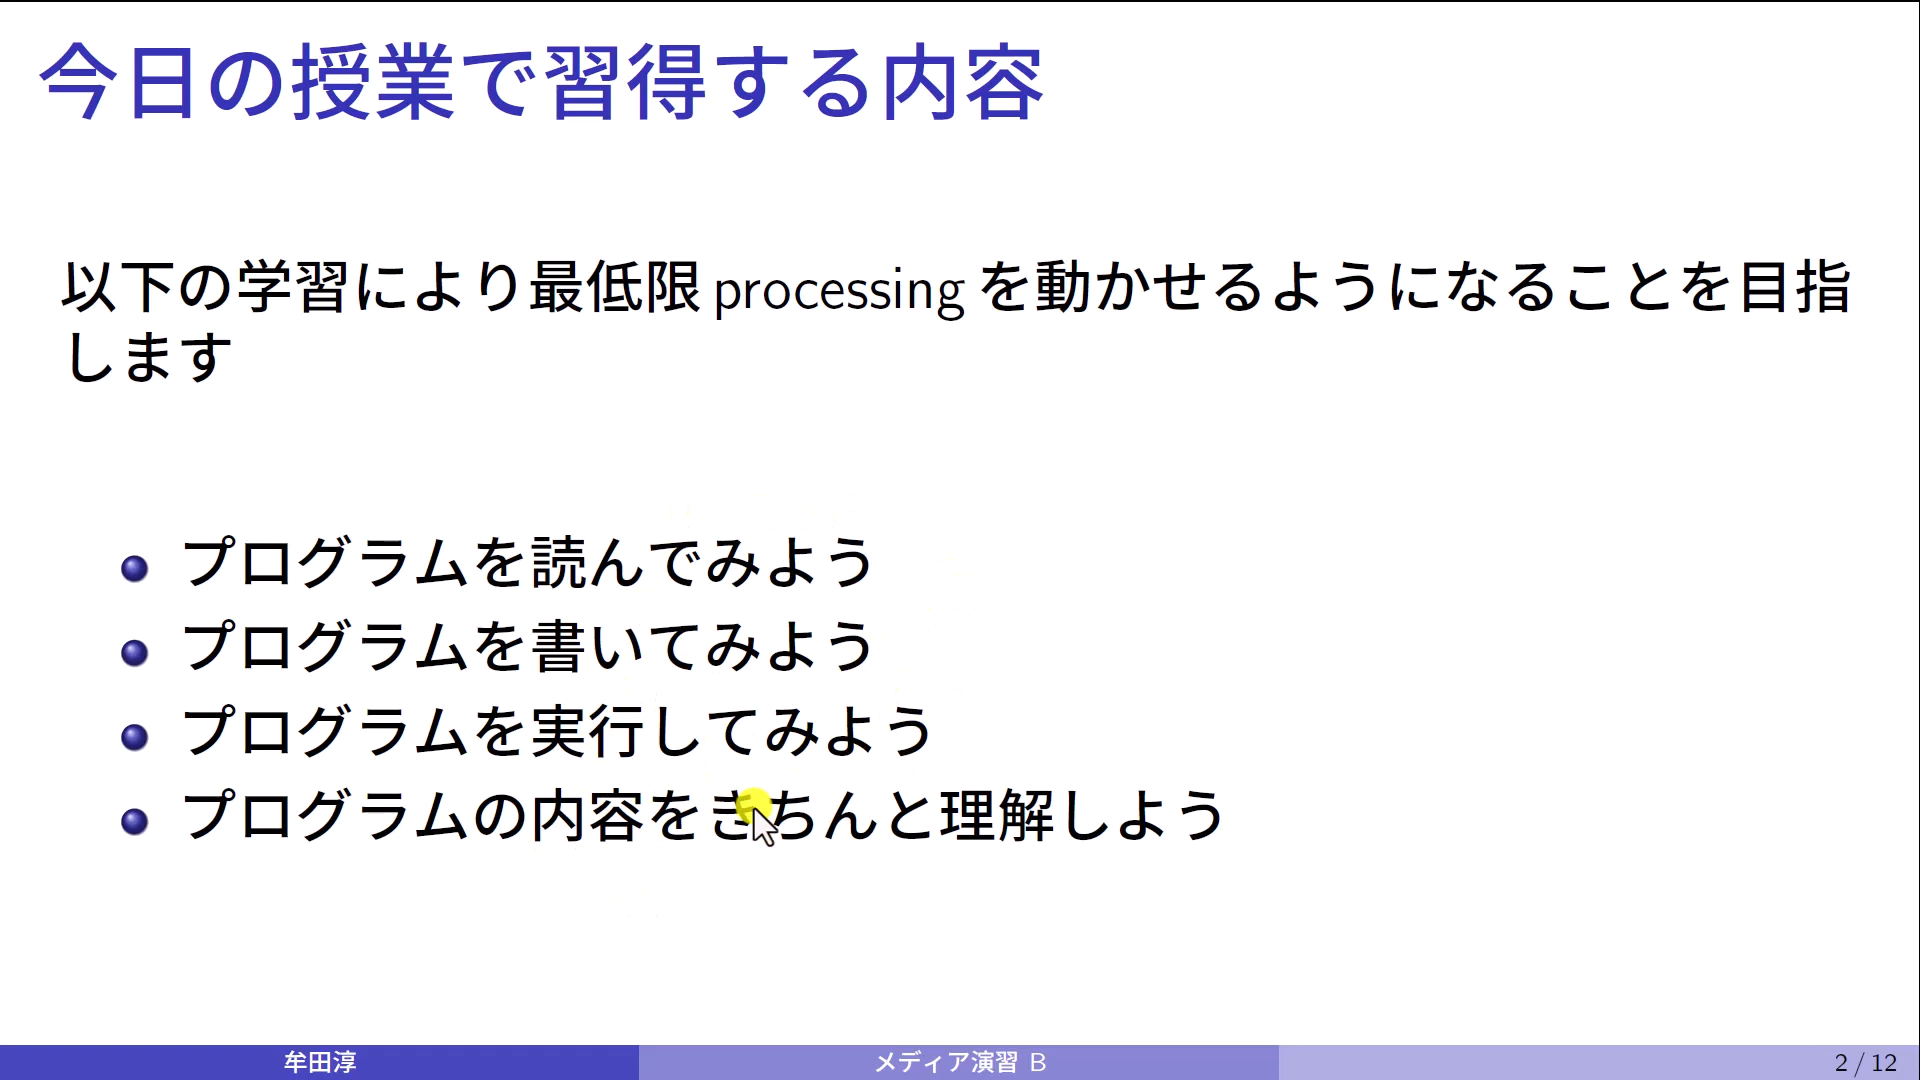 今日の授業で習得する内容
以下の学習により最低限 processing を動かせるようになることを目指
します
プログラムを読んでみよう
プログラムを書いてみよう
プログラムを実行してみよう
プログラムの内容をきちんと理解しよう
牟田淳
メディア演習 B
2 / 12